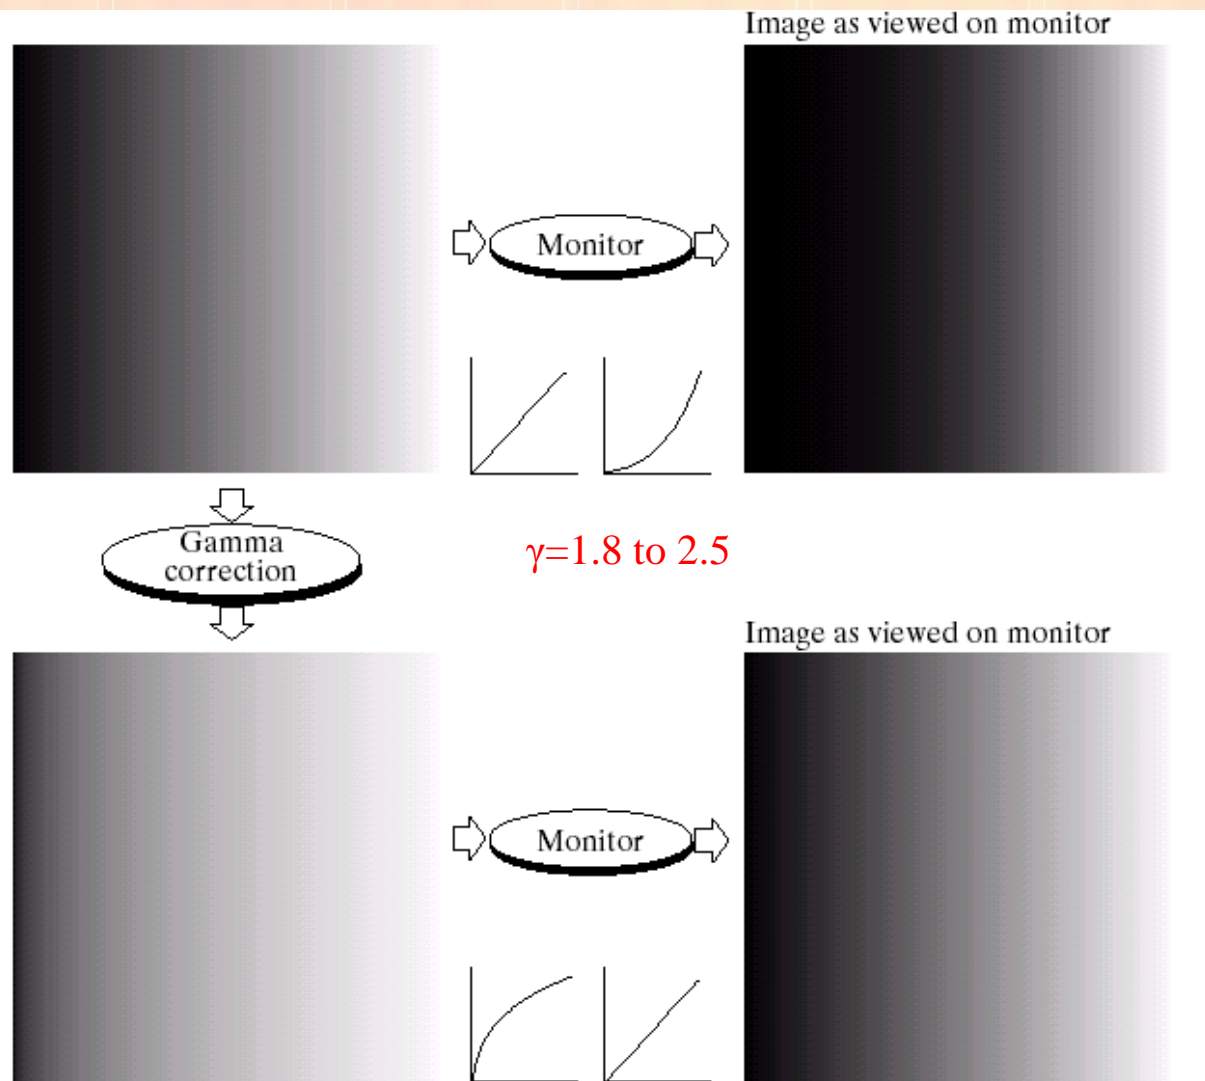 Image as viewed on monitor
Monitor
Gamma
correction
γ=1.8 to 2.5
Image as viewed on monitor
Monitor